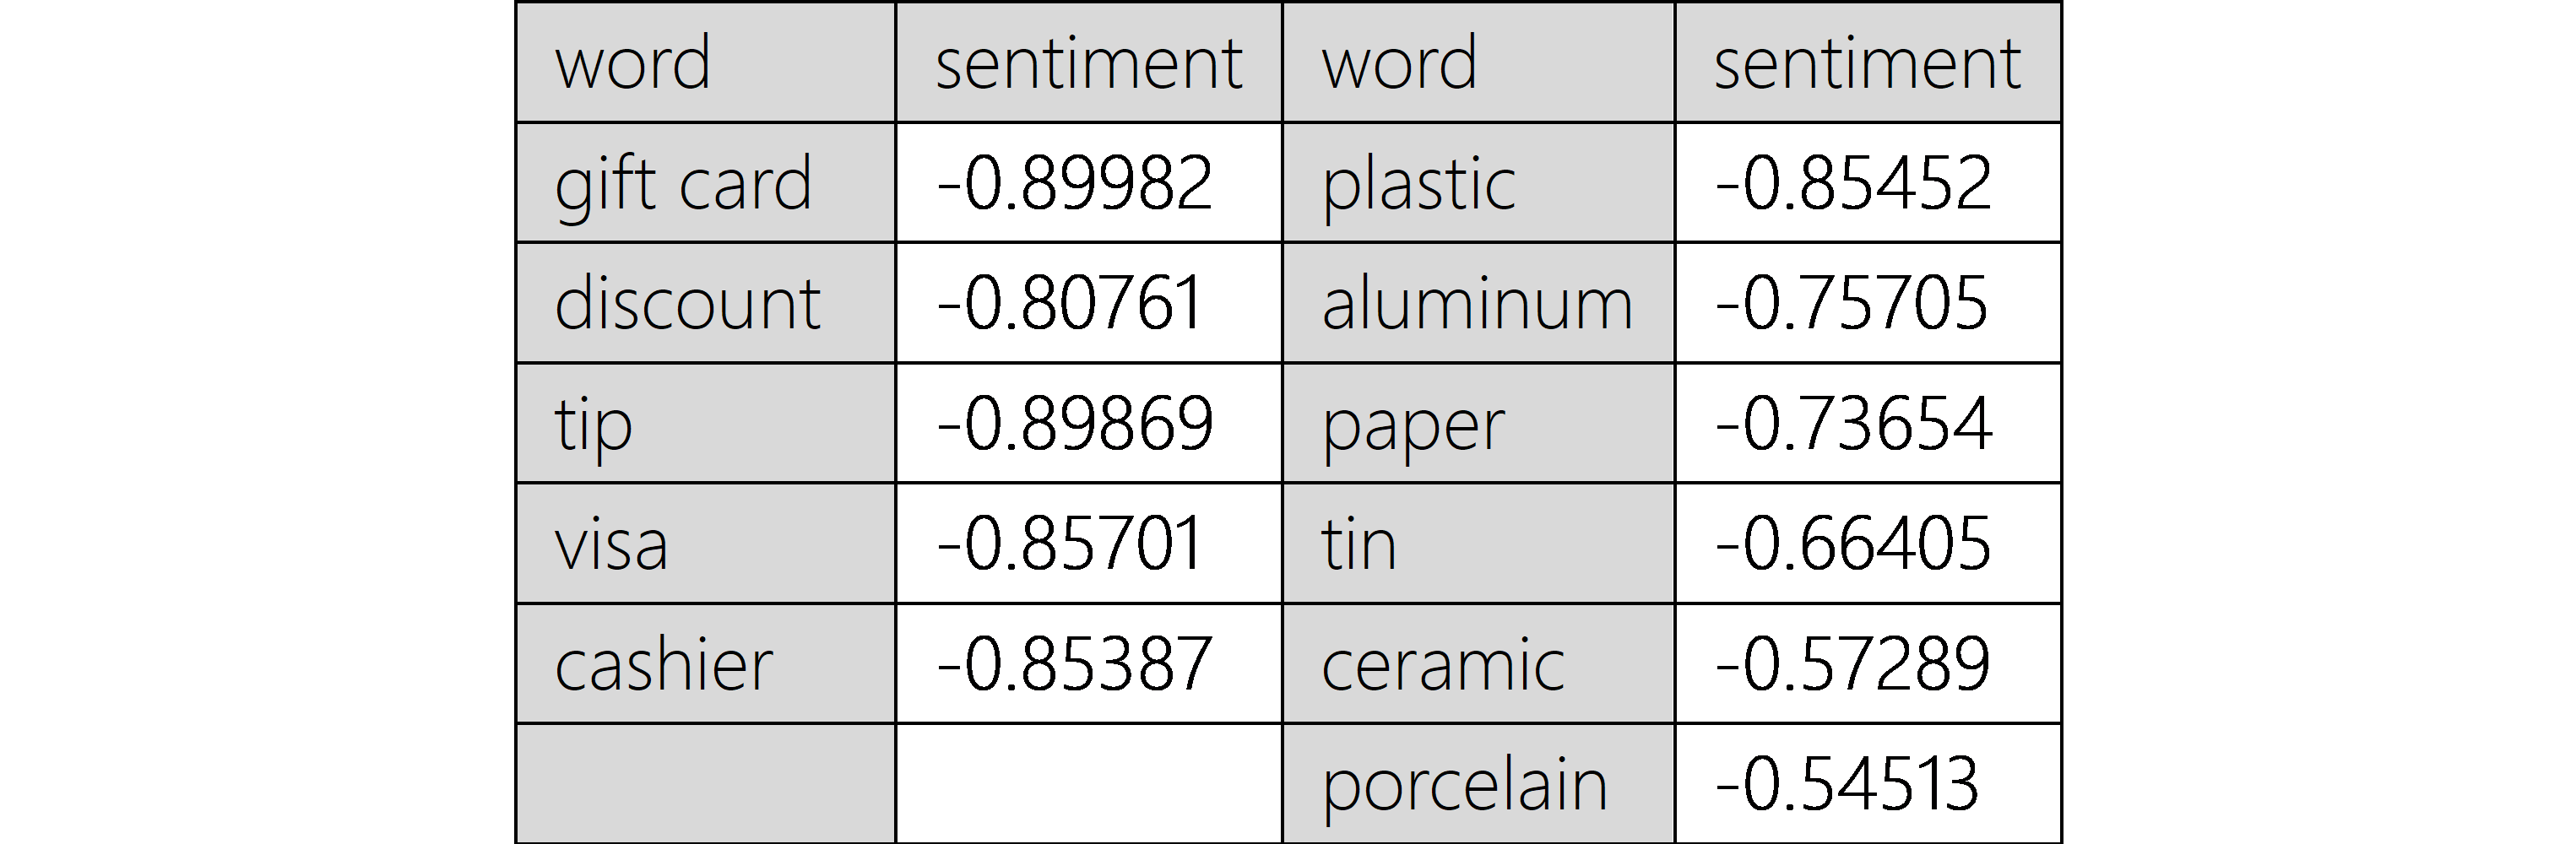 word sentiment word sentiment
gift card -0.89982 plastic -0.85452
discount -0.80761 aluminum -0.75705
tip -0.89869 paper -0.73654
visa -0.85701 tin -0.66405
cashier -0.85387 ceramic -0.57289
porcelain -0.54513